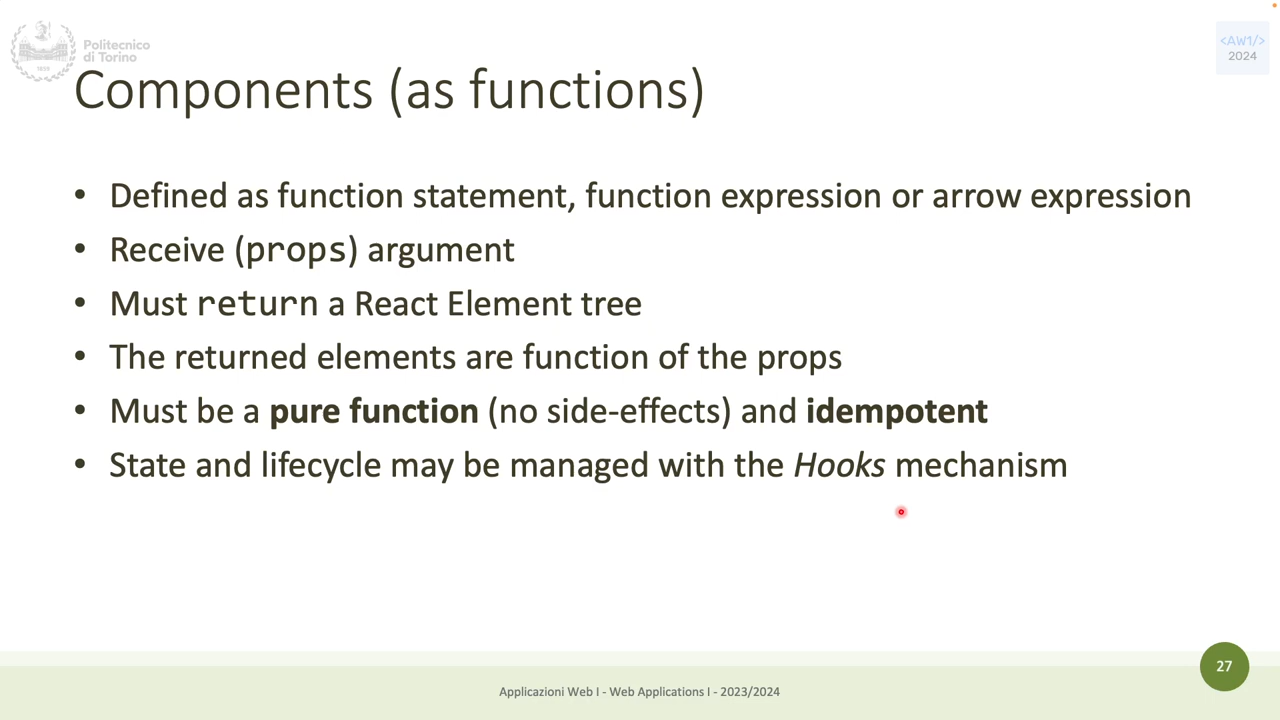 Politecnico
di Torino
1859
<AW1/>
2024
Components (as functions)
• Defined as function statement, function expression or arrow expression
• Receive (props) argument
• Must return a React Element tree
• The returned elements are function of the props
• Must be a pure function (no side-effects) and idempotent
• State and lifecycle may be managed with the Hooks mechanism
27
Applicazioni Web I - Web Applications I - 2023/2024